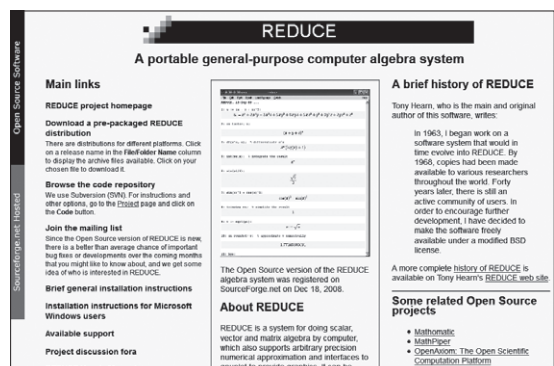 REDUCE
A portable general-purpose computer algebra system
Open Source Software
Sourceforge.net Hosted
Main links
REDUCE project homepage
Download a pre-packaged REDUCE
distribution
There are distributions for different platforms. Click
on a release name in the File/Folder Name column
to display the archive files available. Click on your
chosen file to download it.
Browse the code repository
We use Subversion (SVN). For instructions and
other options, go to the Project page and click on
the Code button.
Join the mailing list
Since the Open Source version of REDUCE is new,
there is a better than average chance of important
bug fixes or developments over the coming months
that you might like to know about, and we get some
idea of who is interested in REDUCE.
Brief general installation instructions
Installation instructions for Microsoft
Windows users
Available support
Project discussion fora
The Open Source version of the REDUCE
algebra system was registered on
SourceForge.net on Dec 18, 2008.
About REDUCE
REDUCE is a system for doing scalar,
vector and matrix algebra by computer,
which also supports arbitrary precision
numerical approximation and interfaces to
A brief history of REDUCE
Tony Hearn, who is the main and original
author of this software, writes:
In 1963, I began work on a
software system that would in
time evolve into REDUCE. By
1968, copies had been made
available to various researchers
throughout the world. Forty
years later, there is still an
active community of users. In
order to encourage further
development, I have decided to
make the software freely
available under a modified BSD
license.
A more complete history of REDUCE is
available on Tony Hearn's REDUCE web site.
Some related Open Source
projects
• Mathomatic
• MathPiper
• OpenAxiom: The Open Scientific
Computation Platform